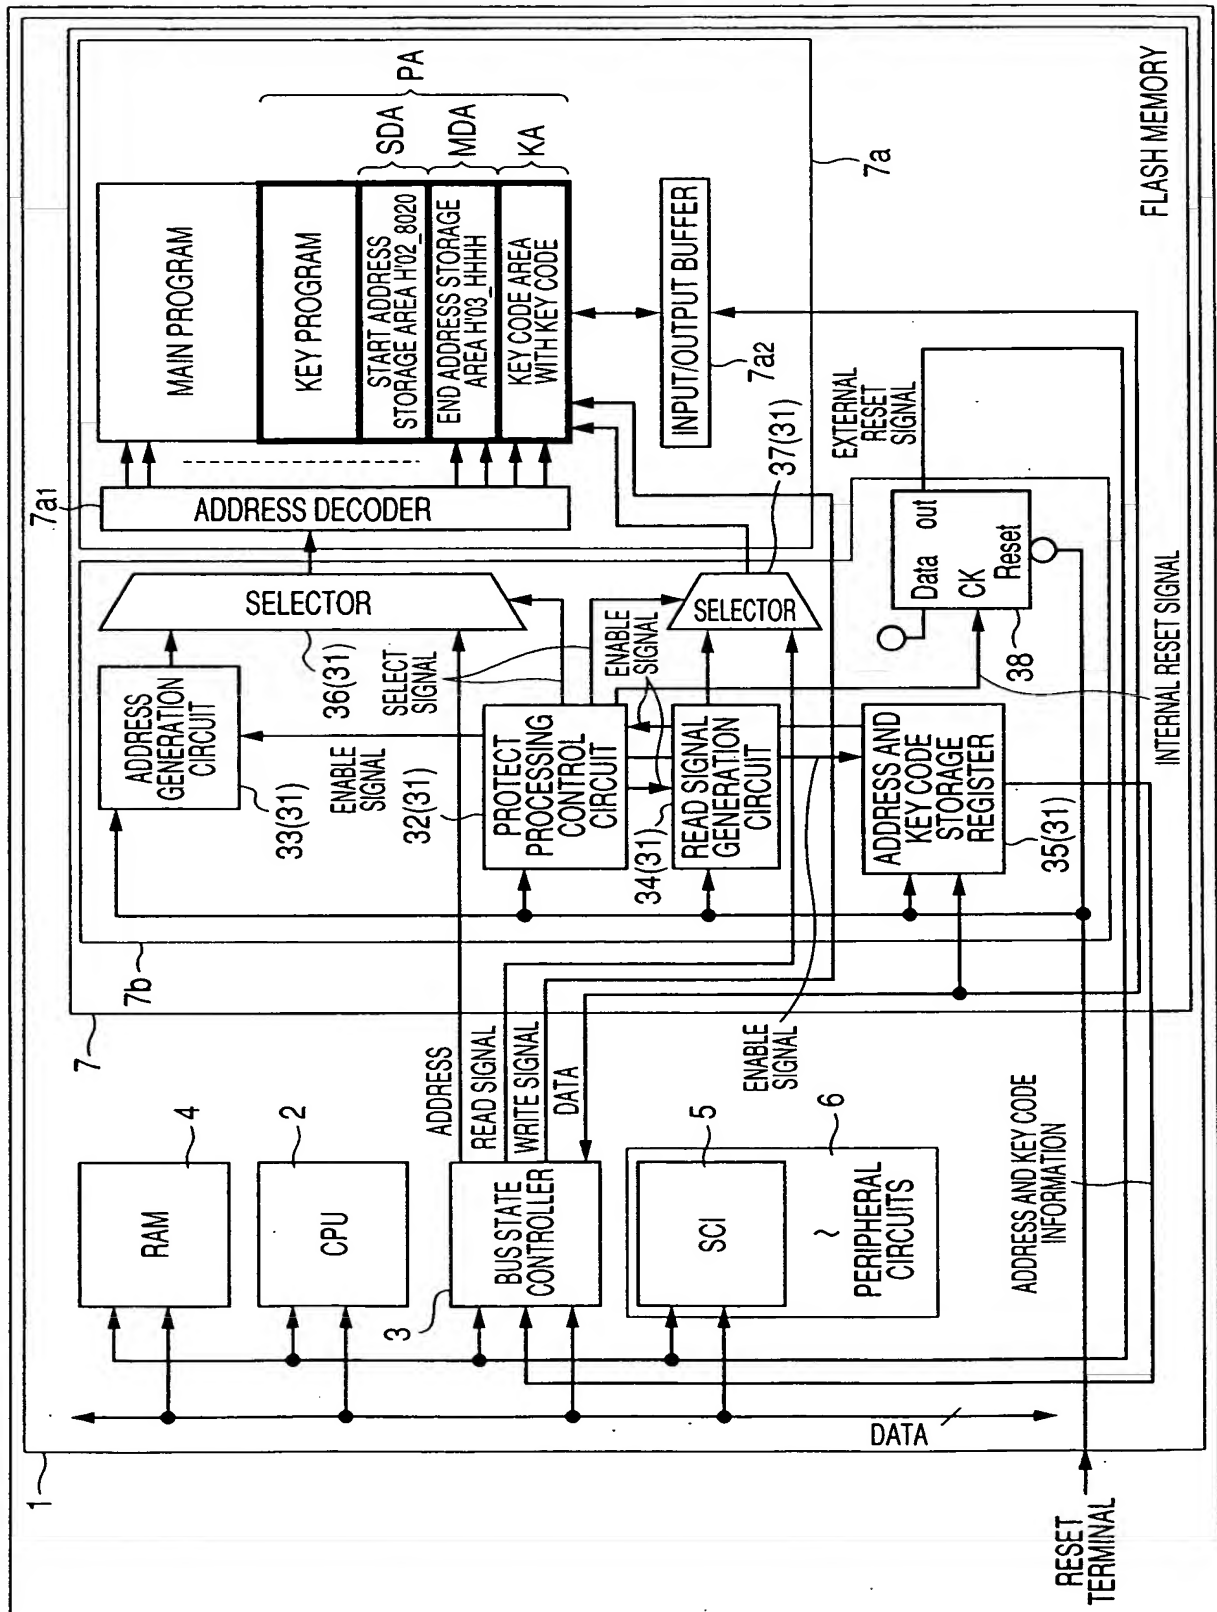 1
RAM
4
CPU
2
BUS STATE
CONTROLLER
3
SCI
5
6
~
PERIPHERAL
CIRCUITS
DATA
RESET
TERMINAL
ADDRESS
READ SIGNAL
WRITE SIGNAL
DATA
ENABLE
SIGNAL
ADDRESS AND KEY CODE
INFORMATION
7
7b
ADDRESS
GENERATION
CIRCUIT
33(31)
ENABLE
SIGNAL
SELECTOR
36(31)
SELECT
SIGNAL
PROTECT
PROCESSING
CONTROL
CIRCUIT
32(31)
ENABLE
SIGNAL
READ SIGNAL
GENERATION
CIRCUIT
34(31)
SELECTOR
37(31)
ADDRESS AND
KEY CODE
STORAGE
REGISTER
35(31)
Data out
CK
Reset
38
INTERNAL RESET SIGNAL
EXTERNAL
RESET
SIGNAL
7a1
ADDRESS DECODER
MAIN PROGRAM
KEY PROGRAM
START ADDRESS
STORAGE AREA H'02_8020
END ADDRESS STORAGE
AREA H'03_HHHH
KEY CODE AREA
WITH KEY CODE
SDA
MDA
KA
PA
INPUT/OUTPUT BUFFER
7a2
7a
FLASH MEMORY